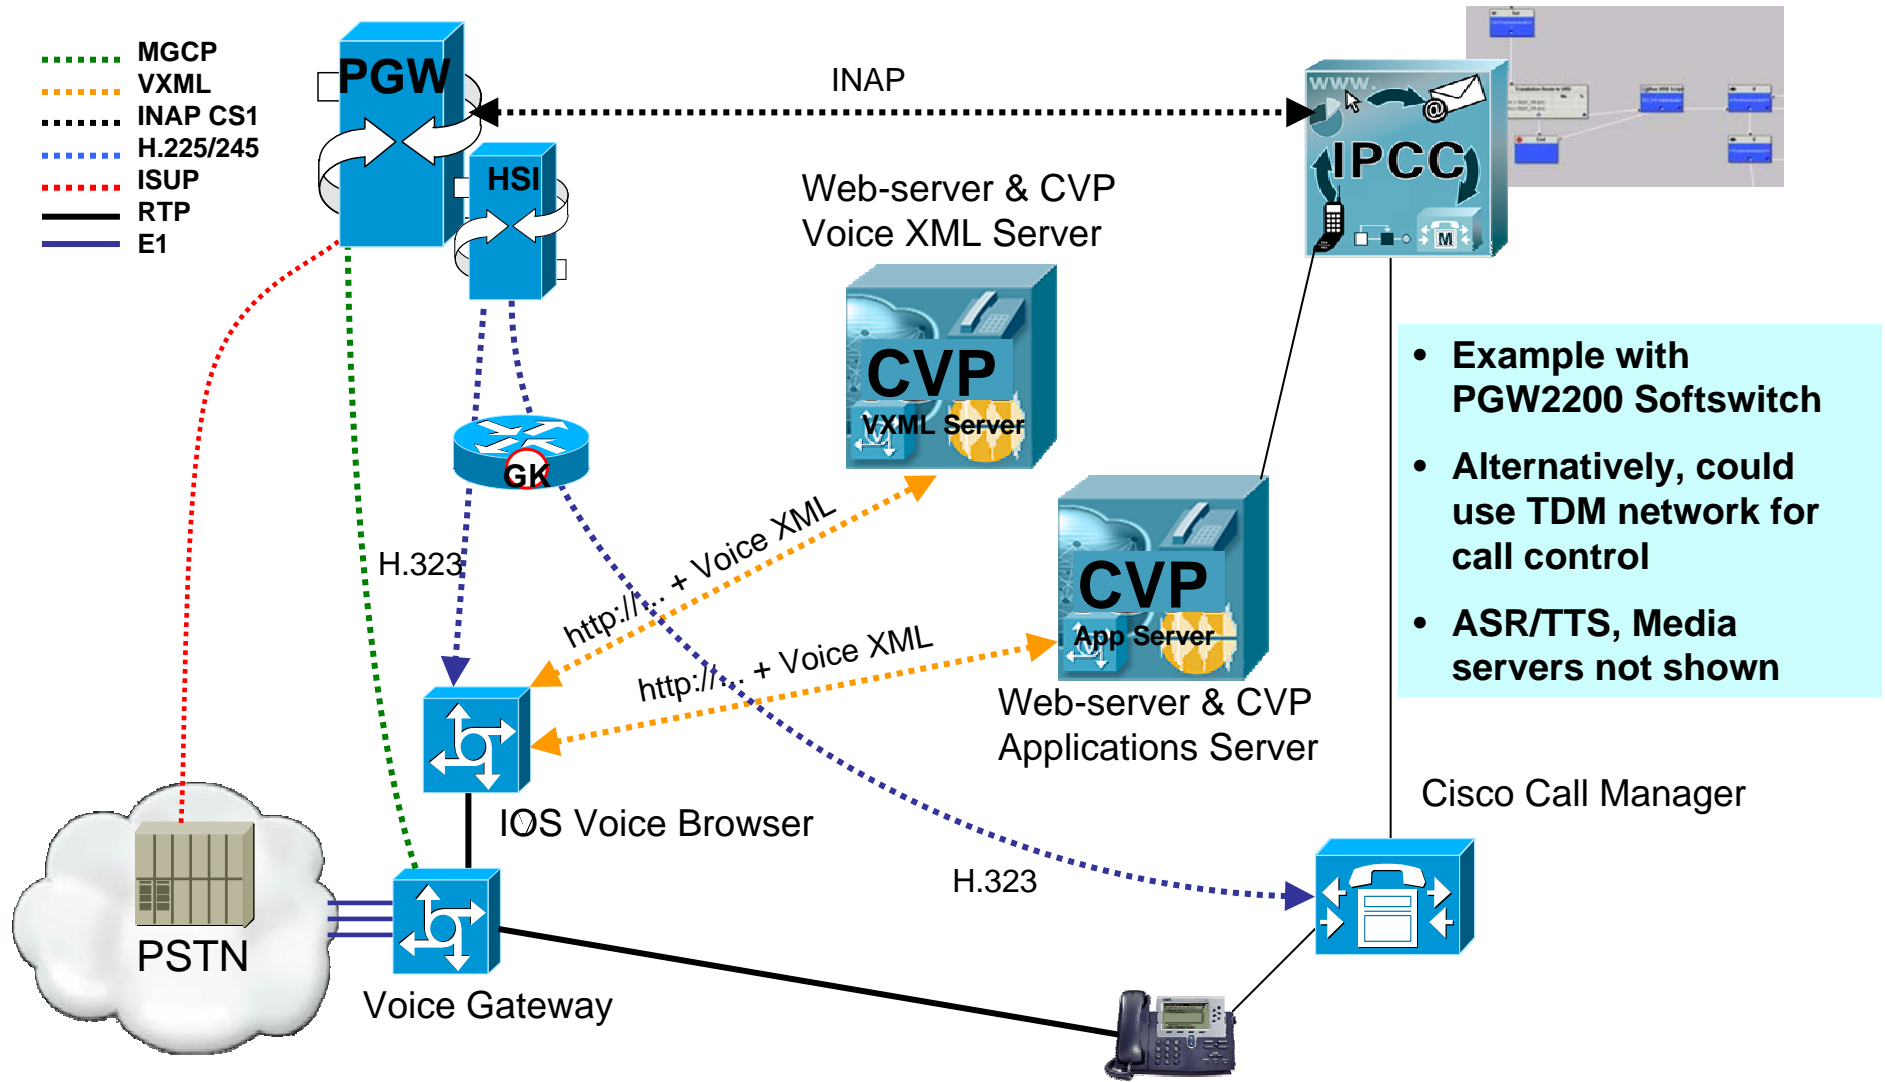 MGCP
VXML
INAP CS1
H.225/245
ISUP
RTP
E1
PGW
HSI
INAP
WWW.
@
IPCC
M
Web-server & CVP
Voice XML Server
CVP
VXML Server
GK
H.323
http://... + Voice XML
http://... + Voice XML
CVP
App Server
Web-server & CVP
Applications Server
• Example with
PGW2200 Softswitch
• Alternatively, could
use TDM network for
call control
• ASR/TTS, Media
servers not shown
Cisco Call Manager
IOS Voice Browser
H.323
PSTN
Voice Gateway